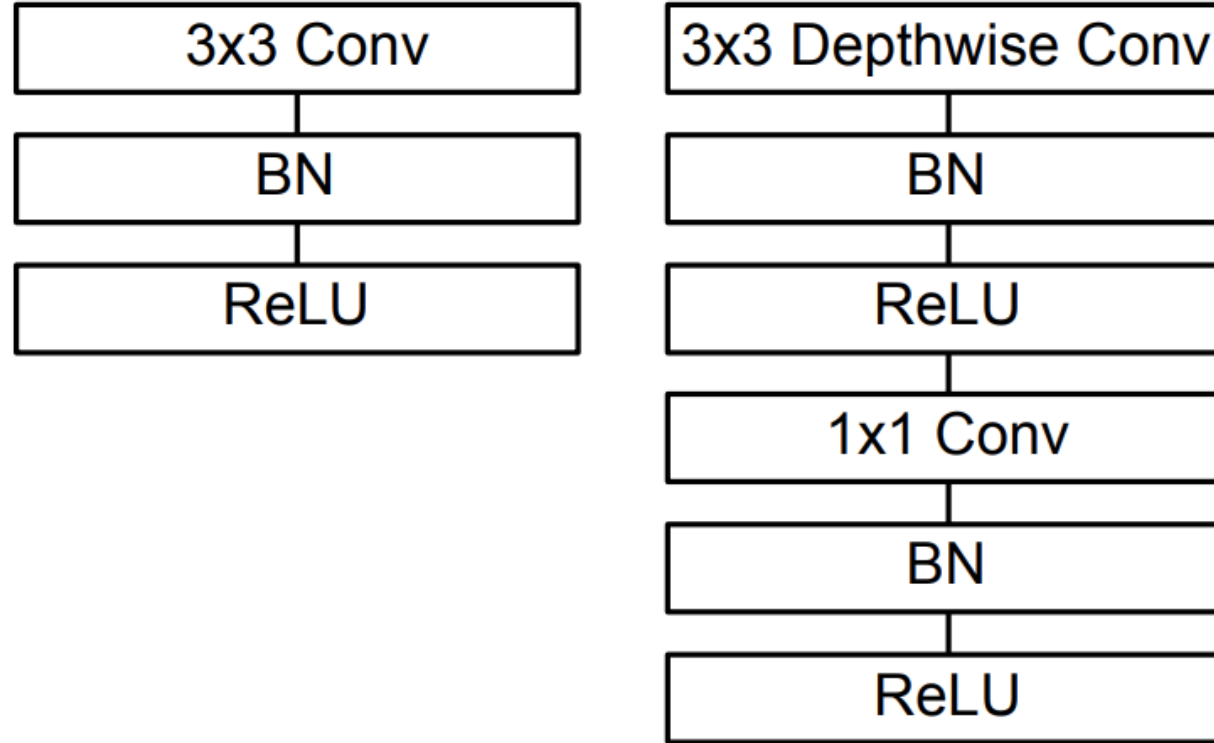 3x3 Conv
BN
ReLU
3x3 Depthwise Conv
BN
ReLU
1x1 Conv
BN
ReLU